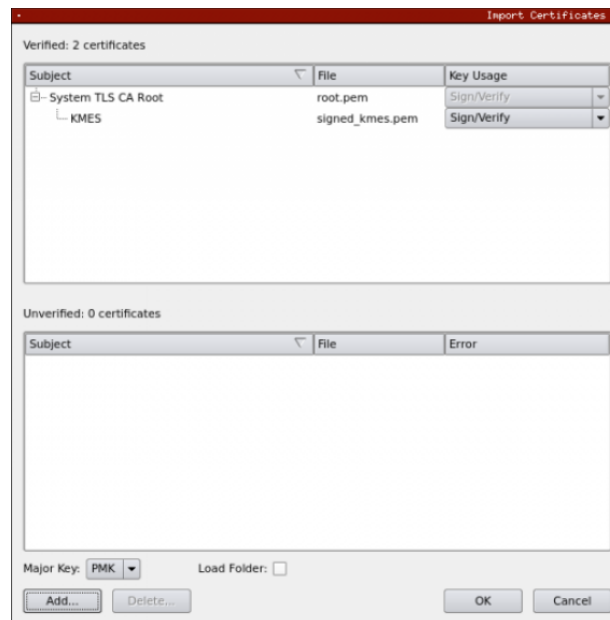 Import Certificates
Verified: 2 certificates
Subject File Key Usage
System TLS CA Root root.pem Sign/Verify
KMES signed_kmes.pem Sign/Verify
Unverified: 0 certificates
Subject File Error
Major Key: PMK Load Folder:
Add... Delete... OK Cancel